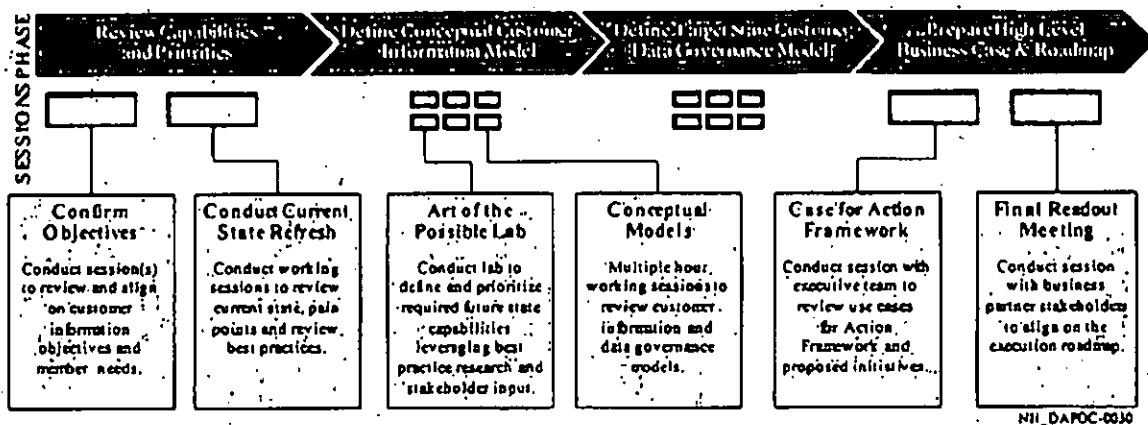 SESSIONS PHASE
Review Capabilities
and Priorities
Define Conceptual Customer
Information Model
Define Target State Customer
Data Governance Model
Prepare High Level
Business Case & Roadmap
Confirm
Objectives
Conduct session(s)
to review and align
on customer
information
objectives and
member needs.
Conduct Current
State Refresh
Conduct working
sessions to review
current state, pain
points and review
best practices.
Art of the
Possible Lab
Conduct lab to
define and prioritize
required future state
capabilities
leveraging best
practice research and
stakeholder input.
Conceptual
Models
Multiple hour
working sessions to
review customer
information and
data governance
models.
Case for Action
Framework
Conduct session with
executive team to
review use cases
for Action
Framework and
proposed initiatives.
Final Readout
Meeting
Conduct session
with business
partner stakeholders
to align on the
execution roadmap.
NII_DAPOC-0030